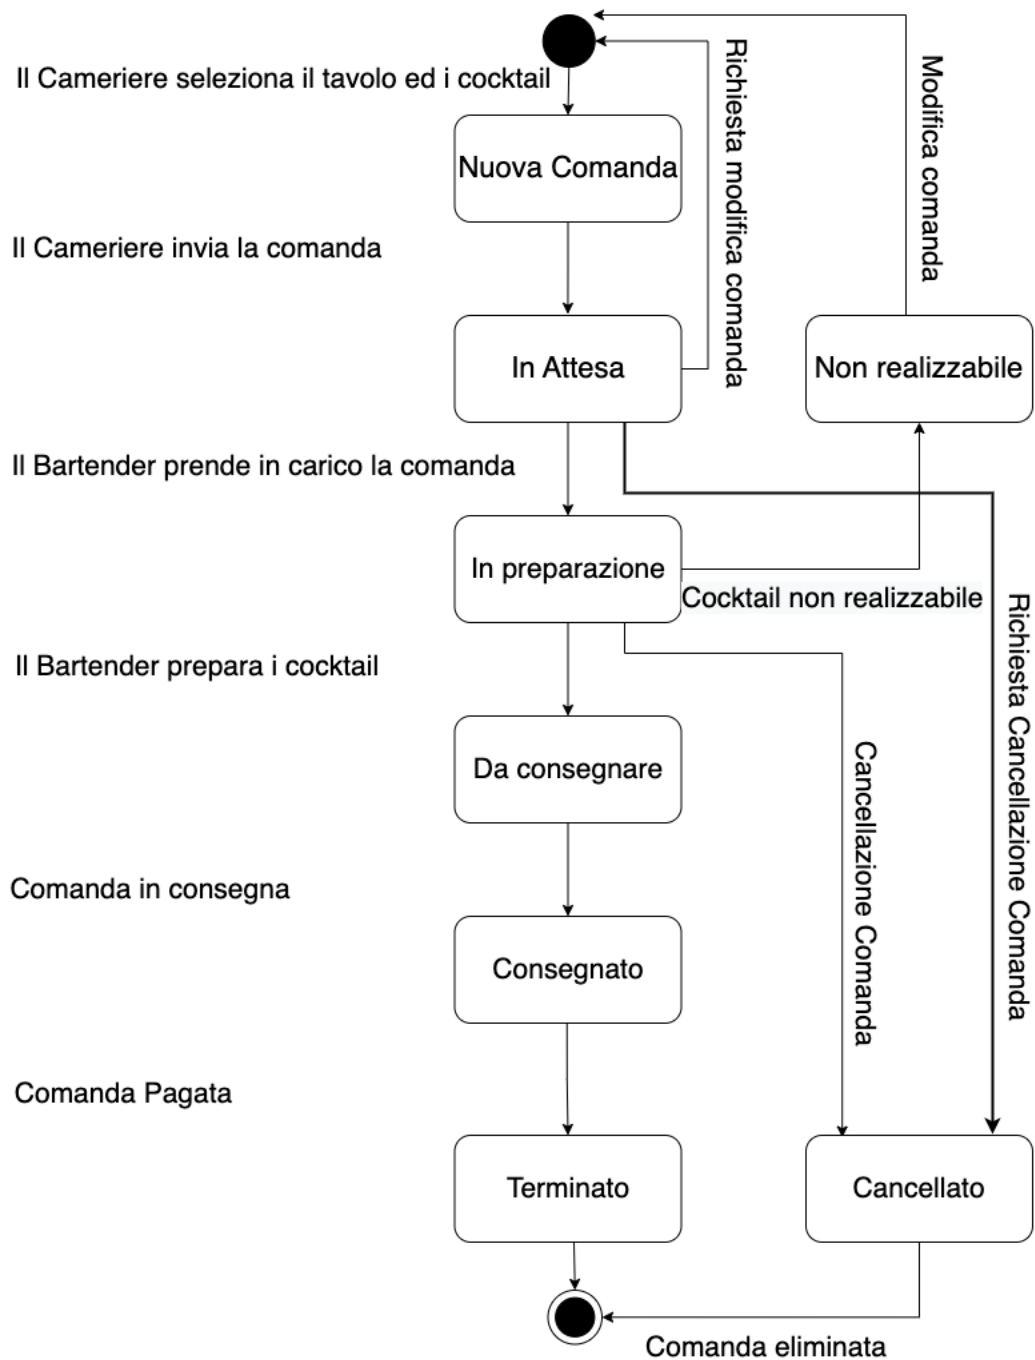 Il Cameriere seleziona il tavolo ed i cocktail
Richiesta modifica comanda
Modifica comanda
Nuova Comanda
Il Cameriere invia la comanda
In Attesa
Non realizzabile
Il Bartender prende in carico la comanda
In preparazione
Cocktail non realizzabile
Richiesta Cancellazione Comanda
Il Bartender prepara i cocktail
Da consegnare
Cancellazione Comanda
Comanda in consegna
Consegnato
Comanda Pagata
Terminato
Cancellato
Comanda eliminata